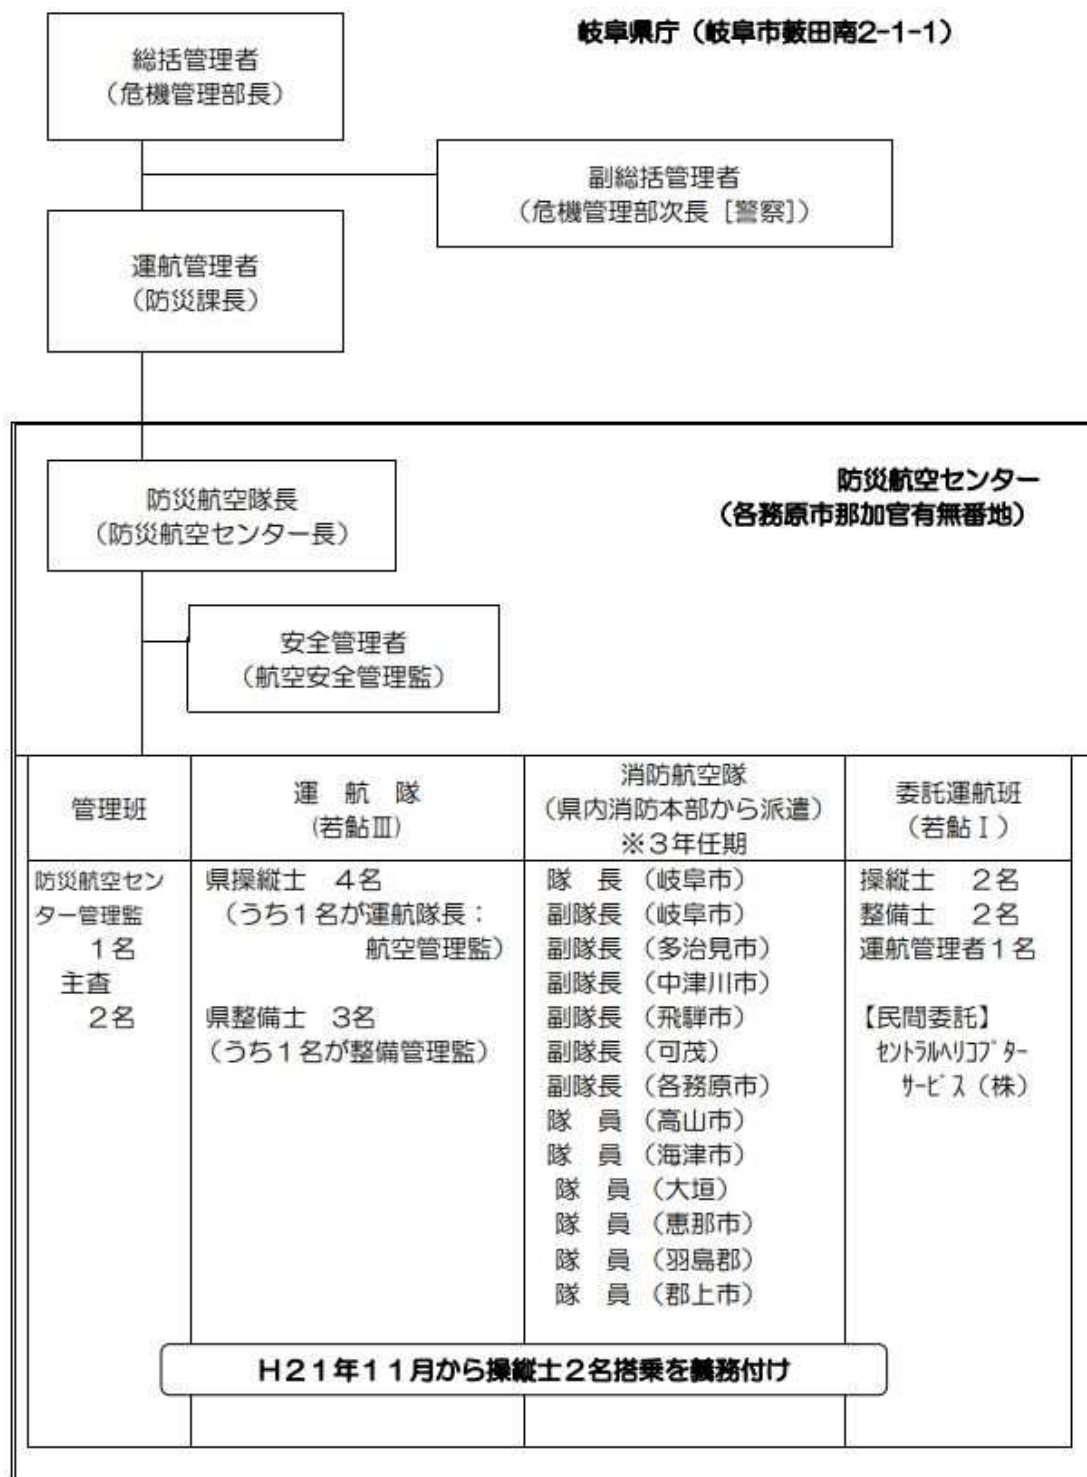 岐阜県庁（岐阜市藪田南2-1-1）
総括管理者
（危機管理部長）
副総括管理者
（危機管理部次長［警察］）
運航管理者
（防災課長）
防災航空センター
（各務原市那加官有無番地）
防災航空隊長
（防災航空センター長）
安全管理者
（航空安全管理監）
管理班
防災航空セン
ター管理監
１名
主査
２名
運　航　隊
（若鮎Ⅲ）
県操縦士　４名
（うち１名が運航隊長：
航空管理監）
県整備士　３名
（うち１名が整備管理監）
消防航空隊
（県内消防本部から派遣）
※３年任期
隊　長（岐阜市）
副隊長（岐阜市）
副隊長（多治見市）
副隊長（中津川市）
副隊長（飛騨市）
副隊長（可茂）
副隊長（各務原市）
隊　員（高山市）
隊　員（海津市）
隊　員（大垣）
隊　員（恵那市）
隊　員（羽島郡）
隊　員（郡上市）
委託運航班
（若鮎Ⅰ）
操縦士　２名
整備士　２名
運航管理者１名
【民間委託】
ｾﾝﾄﾗﾙﾍﾘｺﾌﾟﾀｰ
ｻｰﾋﾞｽ（株）
Ｈ２１年１１月から操縦士２名搭乗を義務付け